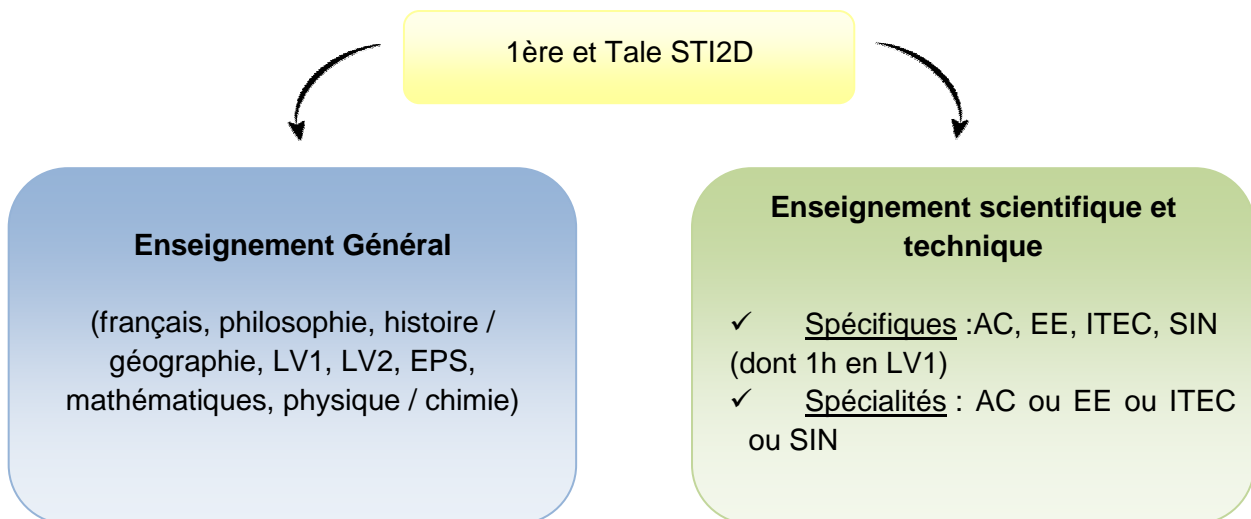 1ère et Tale STI2D
Enseignement Général
(français, philosophie, histoire /
géographie, LV1, LV2, EPS,
mathématiques, physique / chimie)
Enseignement scientifique et
technique
✓ Spécifiques :AC, EE, ITEC, SIN
(dont 1h en LV1)
✓ Spécialités : AC ou EE ou ITEC
ou SIN